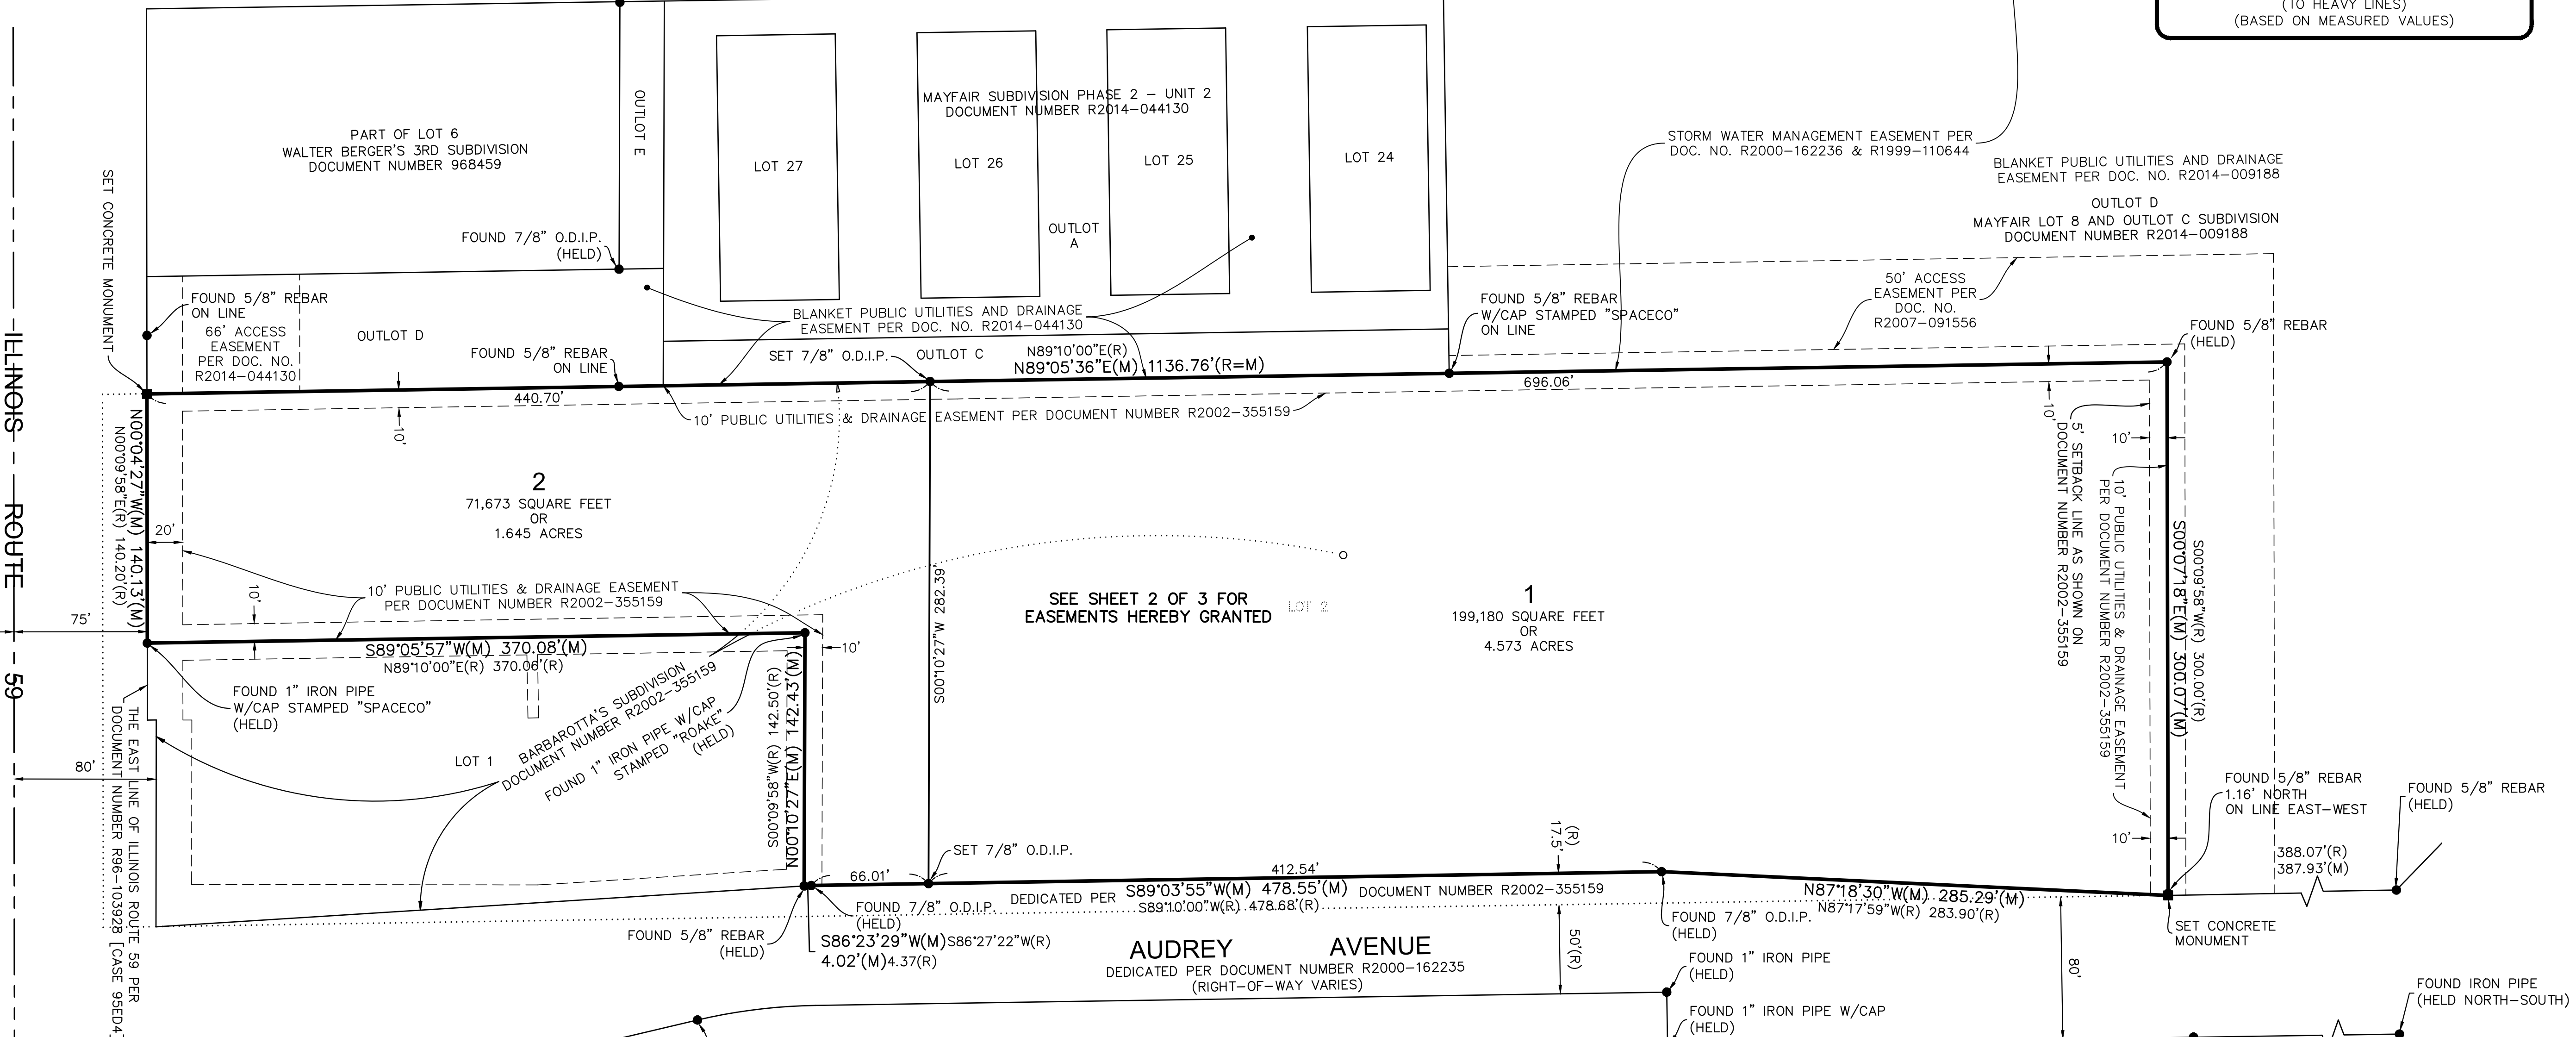 (TO HEAVY LINES)
(BASED ON MEASURED VALUES)
PART OF LOT 6
WALTER BERGER'S 3RD SUBDIVISION
DOCUMENT NUMBER 968459
OUTLOT E
MAYFAIR SUBDIVISION PHASE 2 – UNIT 2
DOCUMENT NUMBER R2014–044130
LOT 27
LOT 26
LOT 25
LOT 24
OUTLOT
A
STORM WATER MANAGEMENT EASEMENT PER
DOC. NO. R2000–162236 & R1999–110644
BLANKET PUBLIC UTILITIES AND DRAINAGE
EASEMENT PER DOC. NO. R2014–009188
OUTLOT D
MAYFAIR LOT 8 AND OUTLOT C SUBDIVISION
DOCUMENT NUMBER R2014–009188
SET CONCRETE MONUMENT
FOUND 7/8" O.D.I.P.
(HELD)
FOUND 5/8" REBAR
ON LINE
66' ACCESS
EASEMENT
PER DOC. NO.
R2014–044130
OUTLOT D
FOUND 5/8" REBAR
ON LINE
BLANKET PUBLIC UTILITIES AND DRAINAGE
EASEMENT PER DOC. NO. R2014–044130
SET 7/8" O.D.I.P.
OUTLOT C
N89°10'00"E(R)
N89°05'36"E(M) 1136.76'(R=M)
FOUND 5/8" REBAR
W/CAP STAMPED "SPACECO"
ON LINE
50' ACCESS
EASEMENT PER
DOC. NO.
R2007–091556
FOUND 5/8" REBAR
(HELD)
440.70'
696.06'
10' PUBLIC UTILITIES & DRAINAGE EASEMENT PER DOCUMENT NUMBER R2002–355159
10'
10'
10'
ILLINOIS ROUTE 59
N00°04'27"W(M) 140.13'(M)
N00°09'58"E(R) 140.20'(R)
20'
2
71,673 SQUARE FEET
OR
1.645 ACRES
10' PUBLIC UTILITIES & DRAINAGE EASEMENT
PER DOCUMENT NUMBER R2002–355159
10'
10'
75'
80'
S89°05'57"W(M) 370.08'(M)
N89°10'00"E(R) 370.06'(R)
FOUND 1" IRON PIPE
W/CAP STAMPED "SPACECO"
(HELD)
THE EAST LINE OF ILLINOIS ROUTE 59 PER
DOCUMENT NUMBER R96–103928 [CASE 95ED4
LOT 1
BARBAROTTA'S SUBDIVISION
DOCUMENT NUMBER R2002–355159
FOUND 1" IRON PIPE W/CAP
STAMPED "ROAKE"
(HELD)
S00°09'58"W(R) 142.50'(R)
N00°10'27"E(M) 142.43'(M)
S00°10'27"W 282.39'
SEE SHEET 2 OF 3 FOR
EASEMENTS HEREBY GRANTED
LOT 2
1
199,180 SQUARE FEET
OR
4.573 ACRES
5' SETBACK LINE AS SHOWN ON
DOCUMENT NUMBER R2002–355159
10' PUBLIC UTILITIES & DRAINAGE EASEMENT
PER DOCUMENT NUMBER R2002–355159
S00°07'18"E(M) 300.07'(M)
S00°09'58"W(R) 300.00'(R)
10'
FOUND 5/8" REBAR
1.16' NORTH
ON LINE EAST–WEST
FOUND 5/8" REBAR
(HELD)
388.07'(R)
387.93'(M)
SET 7/8" O.D.I.P.
66.01'
412.54'
17.5'
(R)
DEDICATED PER
S89°03'55"W(M) 478.55'(M)
DOCUMENT NUMBER R2002–355159
S89°10'00"W(R) 478.68'(R)
N87°18'30"W(M) 285.29'(M)
N87°17'59"W(R) 283.90'(R)
FOUND 7/8" O.D.I.P.
(HELD)
FOUND 7/8" O.D.I.P.
(HELD)
FOUND 5/8" REBAR
(HELD)
S86°23'29"W(M)S86°27'22"W(R)
4.02'(M)4.37(R)
SET CONCRETE
MONUMENT
AUDREY AVENUE
DEDICATED PER DOCUMENT NUMBER R2000–162235
(RIGHT–OF–WAY VARIES)
50'(R)
80'
FOUND 1" IRON PIPE
(HELD)
FOUND 1" IRON PIPE W/CAP
(HELD)
FOUND IRON PIPE
(HELD NORTH–SOUTH)